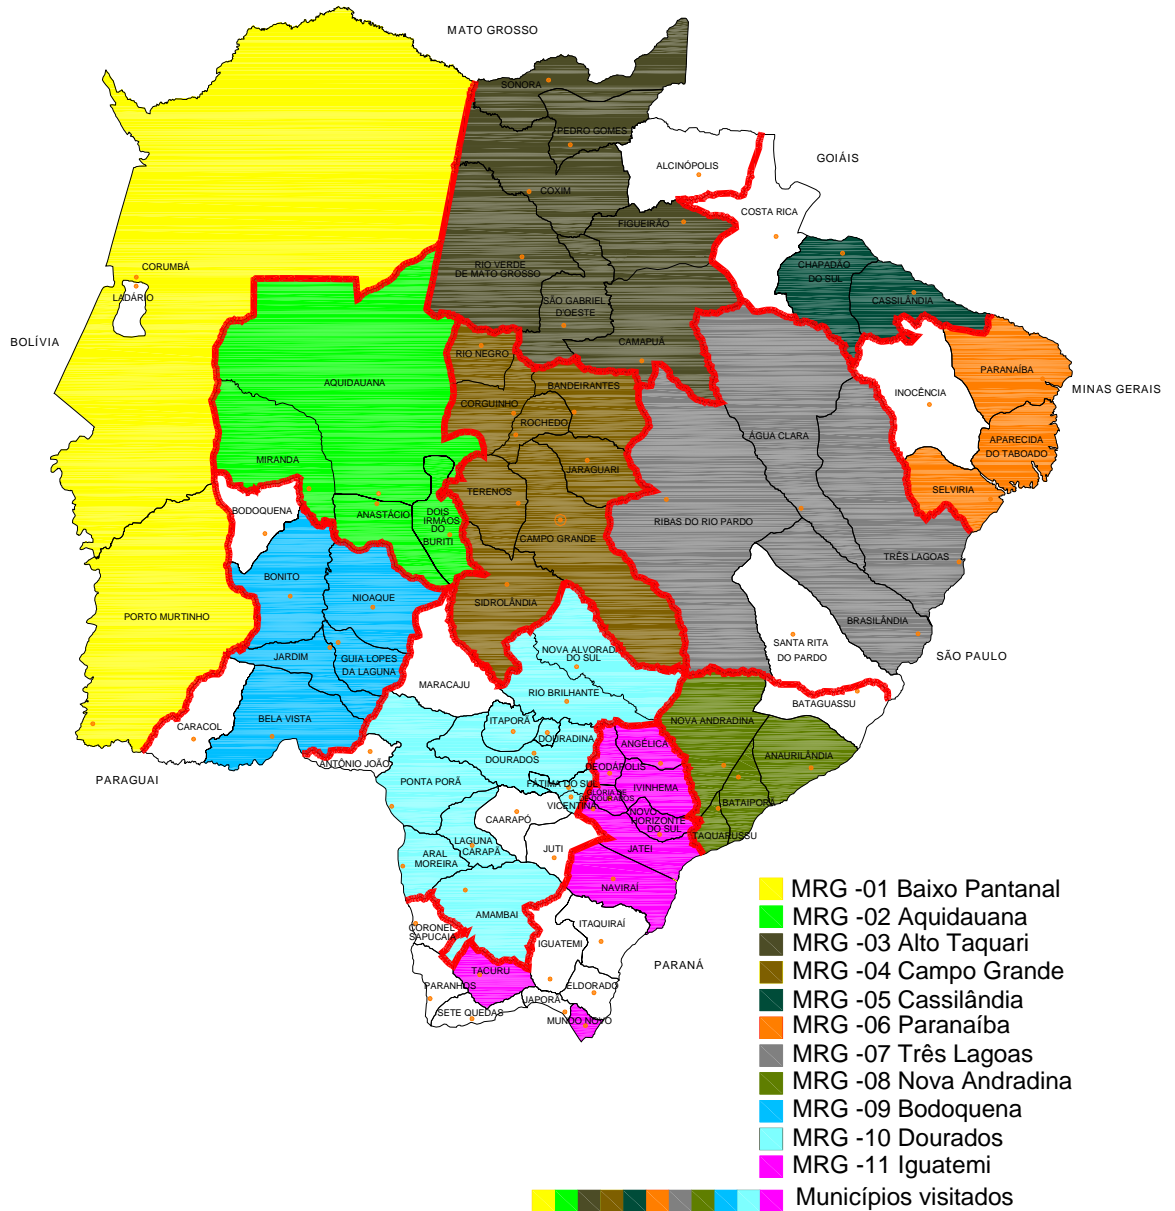 MATO GROSSO
SONORA
PEDRO GOMES
ALCINÓPOLIS
GOIÁIS
COXIM
COSTA RICA
FIGUEIRÃO
CORUMBÁ
LADÁRIO
RIO VERDE
DE MATO GROSSO
CHAPADÃO
DO SUL
CASSILÂNDIA
SÃO GABRIEL
D'OESTE
BOLÍVIA
CAMAPUÃ
RIO NEGRO
PARANAÍBA
AQUIDAUANA
BANDEIRANTES
INOCÊNCIA
MINAS GERAIS
CORGUINHO
ROCHEDO
ÁGUA CLARA
APARECIDA
DO TABOADO
MIRANDA
JARAGUARI
TERENOS
SELVIRIA
BODOQUENA
ANASTÁCIO
DOIS
IRMÃOS
DO
BURITI
RIBAS DO RIO PARDO
CAMPO GRANDE
TRÊS LAGOAS
BONITO
NIOAQUE
SIDROLÂNDIA
PORTO MURTINHO
BRASILÂNDIA
SANTA RITA
DO PARDO
SÃO PAULO
JARDIM
GUIA LOPES
DA LAGUNA
NOVA ALVORADA
DO SUL
MARACAJU
RIO BRILHANTE
BATAGUASSU
CARACOL
BELA VISTA
ITAPORÃ
NOVA ANDRADINA
DOURADINA
ANGÉLICA
ANTÔNIO JOÃO
DOURADOS
ANAURILÂNDIA
PARAGUAI
PONTA PORÃ
DEODÁPOLIS
FÁTIMA DO SUL
IVINHEMA
GLÓRIA DE
DOURADOS
VICENTINA
BATAIPORÃ
CAARAPÓ
NOVO
HORIZONTE
DO SUL
TAQUARUSSU
LAGUNA
CARAPÃ
JUTI
JATEI
ARAL
MOREIRA
NAVIRAÍ
AMAMBAI
CORONEL
SAPUCAIA
ITAQUIRAÍ
IGUATEMI
PARANÁ
TACURU
PARANHOS
ELDORADO
JAPORÃ
SETE QUEDAS
MUNDO NOVO
MRG -01 Baixo Pantanal
MRG -02 Aquidauana
MRG -03 Alto Taquari
MRG -04 Campo Grande
MRG -05 Cassilândia
MRG -06 Paranaíba
MRG -07 Três Lagoas
MRG -08 Nova Andradina
MRG -09 Bodoquena
MRG -10 Dourados
MRG -11 Iguatemi
Municípios visitados